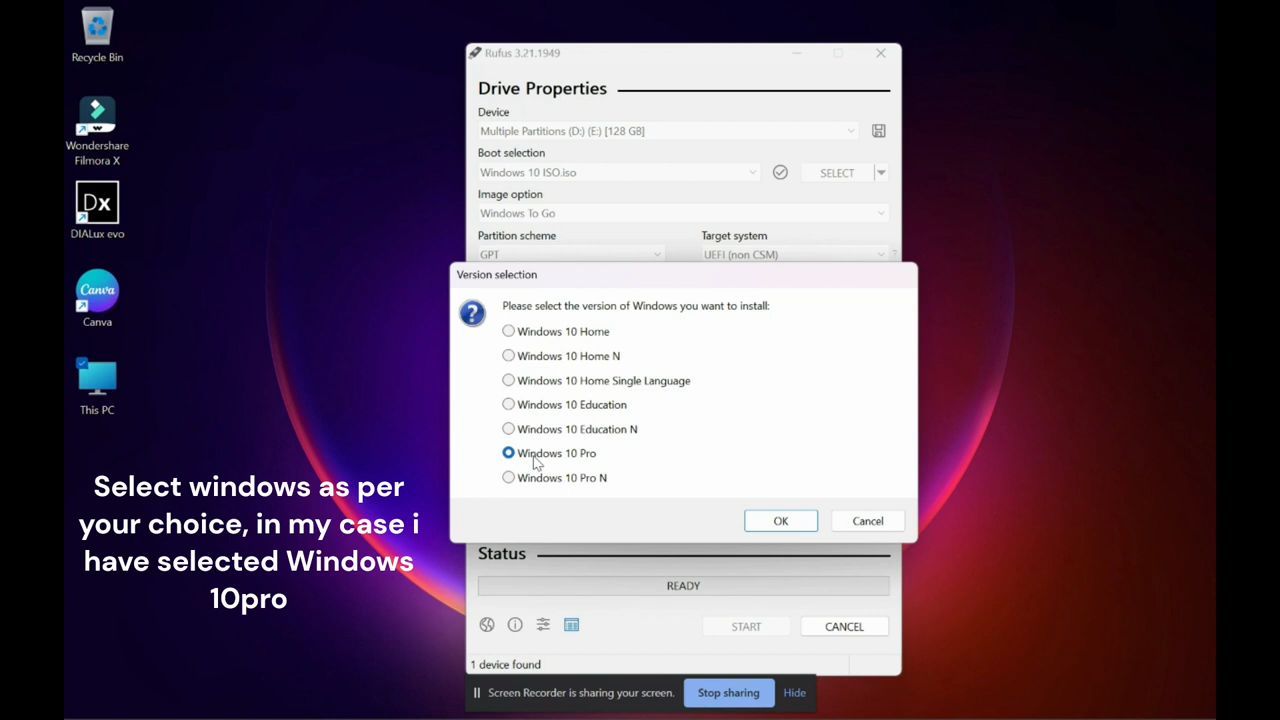 Recycle Bin
Wondershare
Filmora X
Dx
DIALux evo
Canva
Canva
This PC
Select windows as per
your choice, in my case i
have selected Windows
10pro
Rufus 3.21.1949
Drive Properties
Device
Multiple Partitions (D:) (E:) [128 GB]
Boot selection
Windows 10 ISO.iso
SELECT
Image option
Windows To Go
Partition scheme
Target system
GPT
UEFI (non CSM)
?
Version selection
?
Please select the version of Windows you want to install:
Windows 10 Home
Windows 10 Home N
Windows 10 Home Single Language
Windows 10 Education
Windows 10 Education N
Windows 10 Pro
Windows 10 Pro N
OK
Cancel
Status
READY
START
CANCEL
1 device found
Screen Recorder is sharing your screen.
Stop sharing
Hide